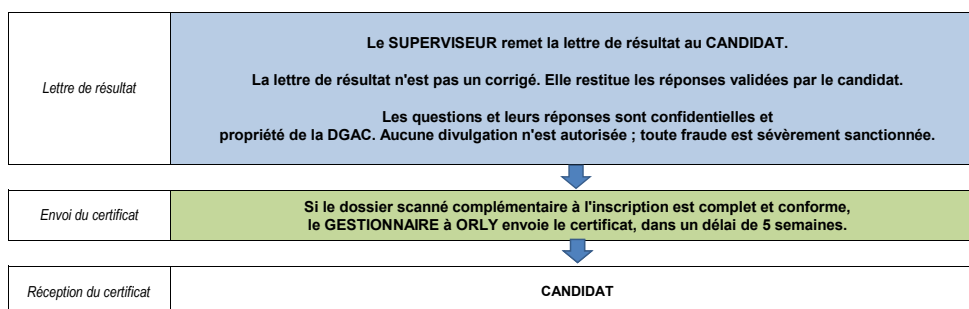 Lettre de résultat
Le SUPERVISEUR remet la lettre de résultat au CANDIDAT.
La lettre de résultat n'est pas un corrigé. Elle restitue les réponses validées par le candidat.
Les questions et leurs réponses sont confidentielles et
propriété de la DGAC. Aucune divulgation n'est autorisée ; toute fraude est sévèrement sanctionnée.
Envoi du certificat
Si le dossier scanné complémentaire à l'inscription est complet et conforme,
le GESTIONNAIRE à ORLY envoie le certificat, dans un délai de 5 semaines.
Réception du certificat
CANDIDAT